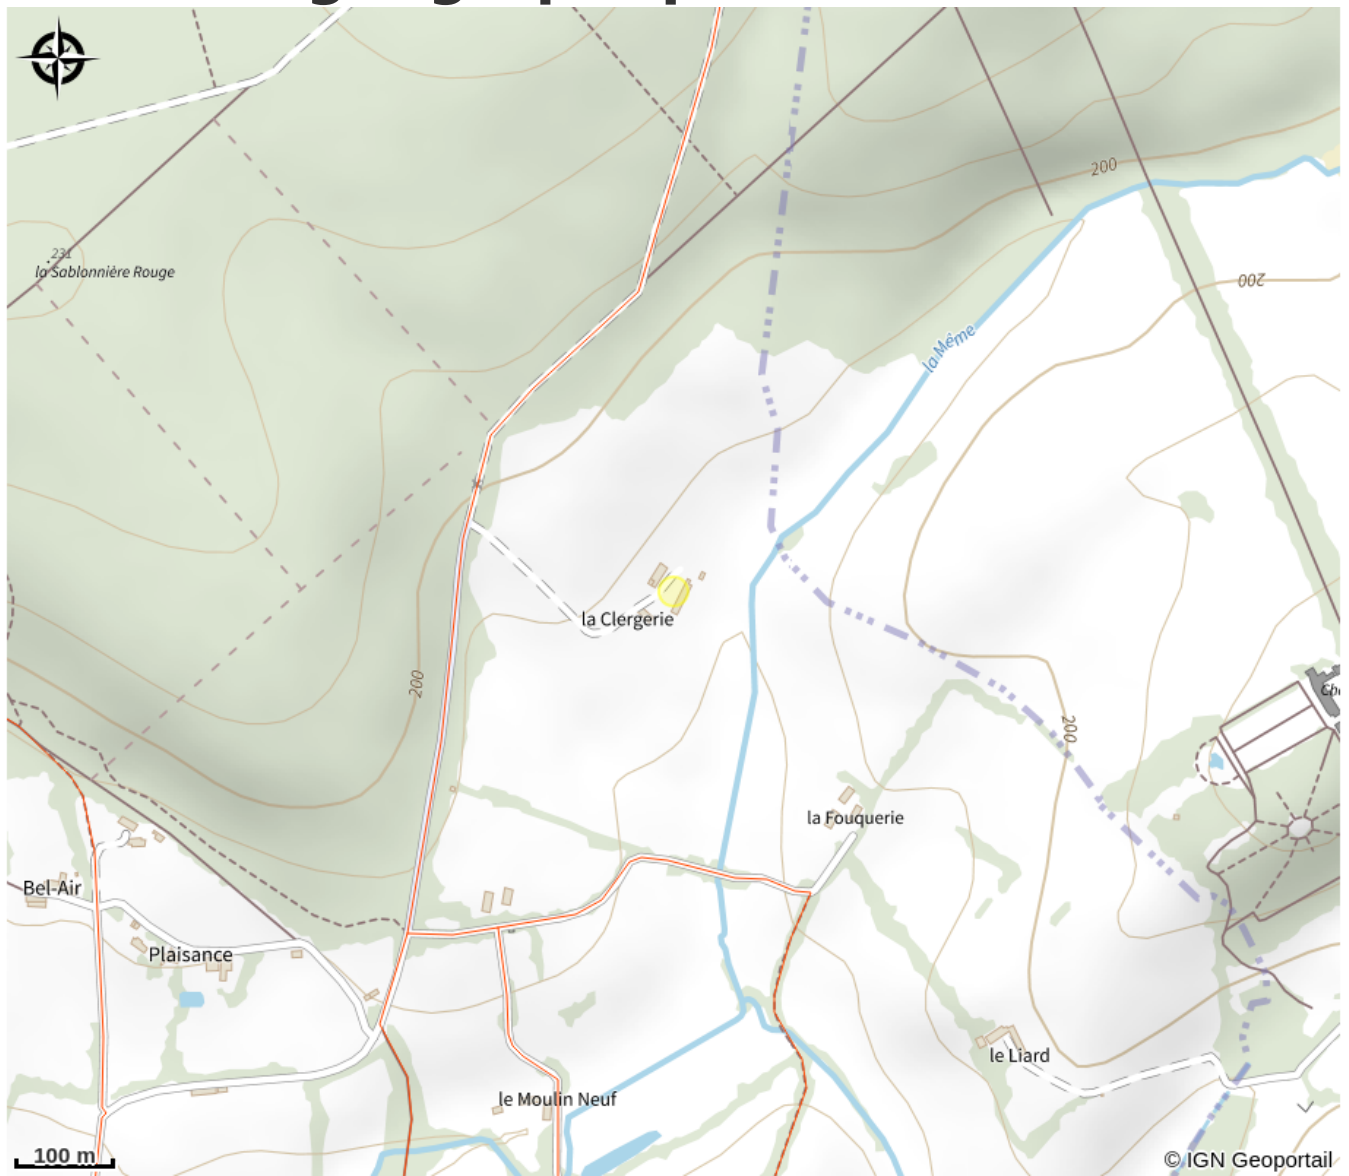 200
231
la Sablonnière Rouge
200
la Même
la Clergerie
200
200
la Fouquerie
Bel-Air
Plaisance
le Liard
le Moulin Neuf
100 m
© IGN Geoportail